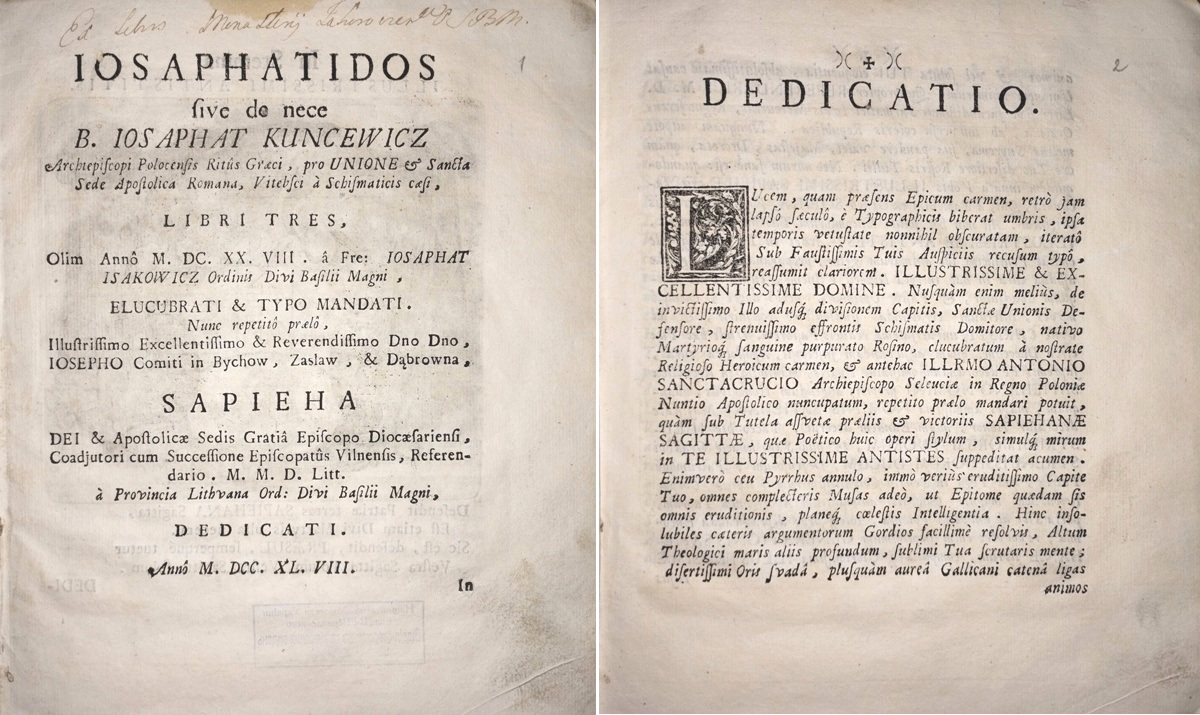 Ex Libris Monasterij
1
IOSAPHATIDOS
ſive de nece
B. IOSAPHAT KUNCEWICZ
Archiepiſcopi Polocenſis Ritûs Græci, pro UNIONE & Sancta
Sede Apoſtolica Romana, Vitebſci à Schiſmaticis cæſi,
LIBRI TRES,
Olim Annô M. DC. XX. VIII. â Fre: IOSAPHAT
ISAKOWICZ Ordinis Divi Baſilii Magni,
ELUCUBRATI & TYPO MANDATI.
Nunc repetitô prælô,
Illuſtriſſimo Excellentiſſimo & Reverendiſſimo Dno Dno,
IOSEPHO Comiti in Bychow, Zaslaw, & Dąbrowna,
SAPIEHA
DEI & Apoſtolicæ Sedis Gratiâ Epiſcopo Diocæſarienſi,
Coadjutori cum Succeſſione Epiſcopatûs Vilnenſis, Referen-
dario. M. M. D. Litt.
à Provincia Lithvana Ord: Divi Baſilii Magni,
DEDICATI.
Annô M. DCC. XL. VIII.
In
2
DEDICATIO.
LUcem, quam præſens Epicum carmen, retrò jam
lapſó ſæculô, è Typographicis biberat umbris, ipſa
temporis vetuſtate nonnihil obſcuratam, iteratô
Sub Fauſtiſſimis Tuis Auſpiciis recuſum typô,
reaſſumit clariorem. ILLUSTRISSIME & EX-
CELLENTISSIME DOMINE. Nuſquàm enim meliùs, de
invictiſſimo Illo aduſq́; diviſionem Capitis, Sanctæ Unionis De-
fenſore, ſtrenuiſſimo effrontis Schiſmatis Domitore, nativo
Martyrioq́; ſanguine purpurato Roſino, elucubratum à noſtrate
Religioſo Heroicum carmen, & antehac ILLRMO ANTONIO
SANCTACRUCIO Archiepiſcopo Seleuciæ in Regno Poloniæ
Nuntio Apoſtolico nuncupatum, repetito prælo mandari potuit,
quàm ſub Tutela aſſvetæ præliis & victoriis SAPIEHANÆ
SAGITTÆ, quæ Poëtico huic operi ſtylum, ſimulq́; mirum
in TE ILLUSTRISSIME ANTISTES ſuppeditat acumen.
Enimverò ceu Pyrrhus annulo, immò veriùs eruditiſſimo Capite
Tuo, omnes complecteris Muſas adeò, ut Epitome quædam ſis
omnis eruditionis, planeq́; cæleſtis Intelligentia. Hinc inſo-
lubiles cæteris argumentorum Gordios facillimè reſolvis, Altum
Theologici maris aliis profundum, ſublimi Tua ſcrutaris mente;
diſertiſſimi Oris ſvadâ, pluſquàm aureâ Gallicani catenâ ligas
animos